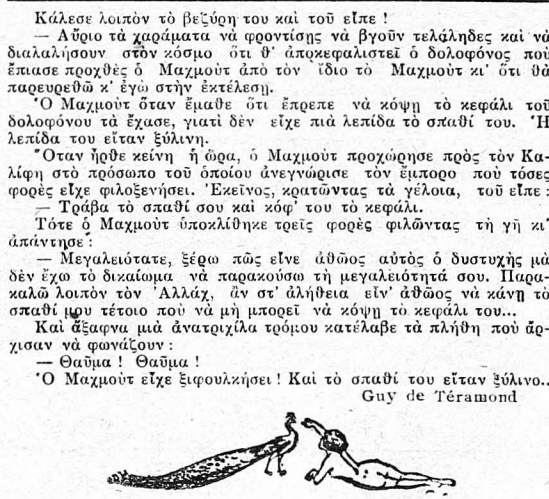 Κάλεσε λοιπὸν τὸ βεζύρη του καὶ τοῦ εἶπε !
— Αὔριο τὰ χαράματα νὰ φροντίσῃς νὰ βγοῦν τελάληδες καὶ νὰ
διαλαλήσουν στὸν κόσμο ὅτι θ' ἀποκεφαλιστεῖ ὁ δολοφόνος ποὺ
ἔπιασε προχθὲς ὁ Μαχμοὺτ ἀπὸ τὸν ἴδιο τὸ Μαχμοὺτ κι' ὅτι θὰ
παρευρεθῶ κ' ἐγὼ στὴν ἐκτέλεση.
Ὁ Μαχμοὺτ ὅταν ἔμαθε ὅτι ἔπρεπε νὰ κόψῃ τὸ κεφάλι τοῦ
δολοφόνου τὰ ἔχασε, γιατὶ δὲν εἶχε πιὰ λεπίδα τὸ σπαθί του. Ἡ
λεπίδα του εἶταν ξύλινη.
Ὅταν ἦρθε κείνη ἡ ὥρα, ὁ Μαχμοὺτ προχώρησε πρὸς τὸν Κα-
λίφη στὸ πρόσωπο τοῦ ὁποίου ἀνεγνώρισε τὸν ἔμπορο ποὺ τόσες
φορὲς εἶχε φιλοξενήσει. Ἐκεῖνος, κρατῶντας τὰ γέλοια, τοῦ εἶπε :
— Τράβα τὸ σπαθί σου καὶ κόφ' του τὸ κεφάλι.
Τότε ὁ Μαχμοὺτ ὑποκλίθηκε τρεῖς φορὲς φιλῶντας τὴ γῆ κι'
ἀπάντησε :
— Μεγαλειότατε, ξέρω πῶς εἶνε ἀθῶος αὐτὸς ὁ δυστυχὴς μὰ
δὲν ἔχω τὸ δικαίωμα νὰ παρακούσω τὴ μεγαλειότητά σου. Παρα-
καλῶ λοιπὸν τὸν Ἀλλάχ, ἂν στ' ἀλήθεια εἶν' ἀθῶος νὰ κάνῃ τὸ
σπαθί μου τέτοιο ποὺ νὰ μὴ μπορεῖ νὰ κόψῃ τὸ κεφάλι του...
Καὶ ἄξαφνα μιὰ ἀνατριχίλα τρόμου κατέλαβε τὰ πλήθη ποὺ ἄρ-
χισαν νὰ φωνάζουν :
— Θαῦμα ! Θαῦμα !
Ὁ Μαχμοὺτ εἶχε ξιφουλκήσει ! Καὶ τὸ σπαθί του εἶταν ξύλινο..
Guy de Téramond